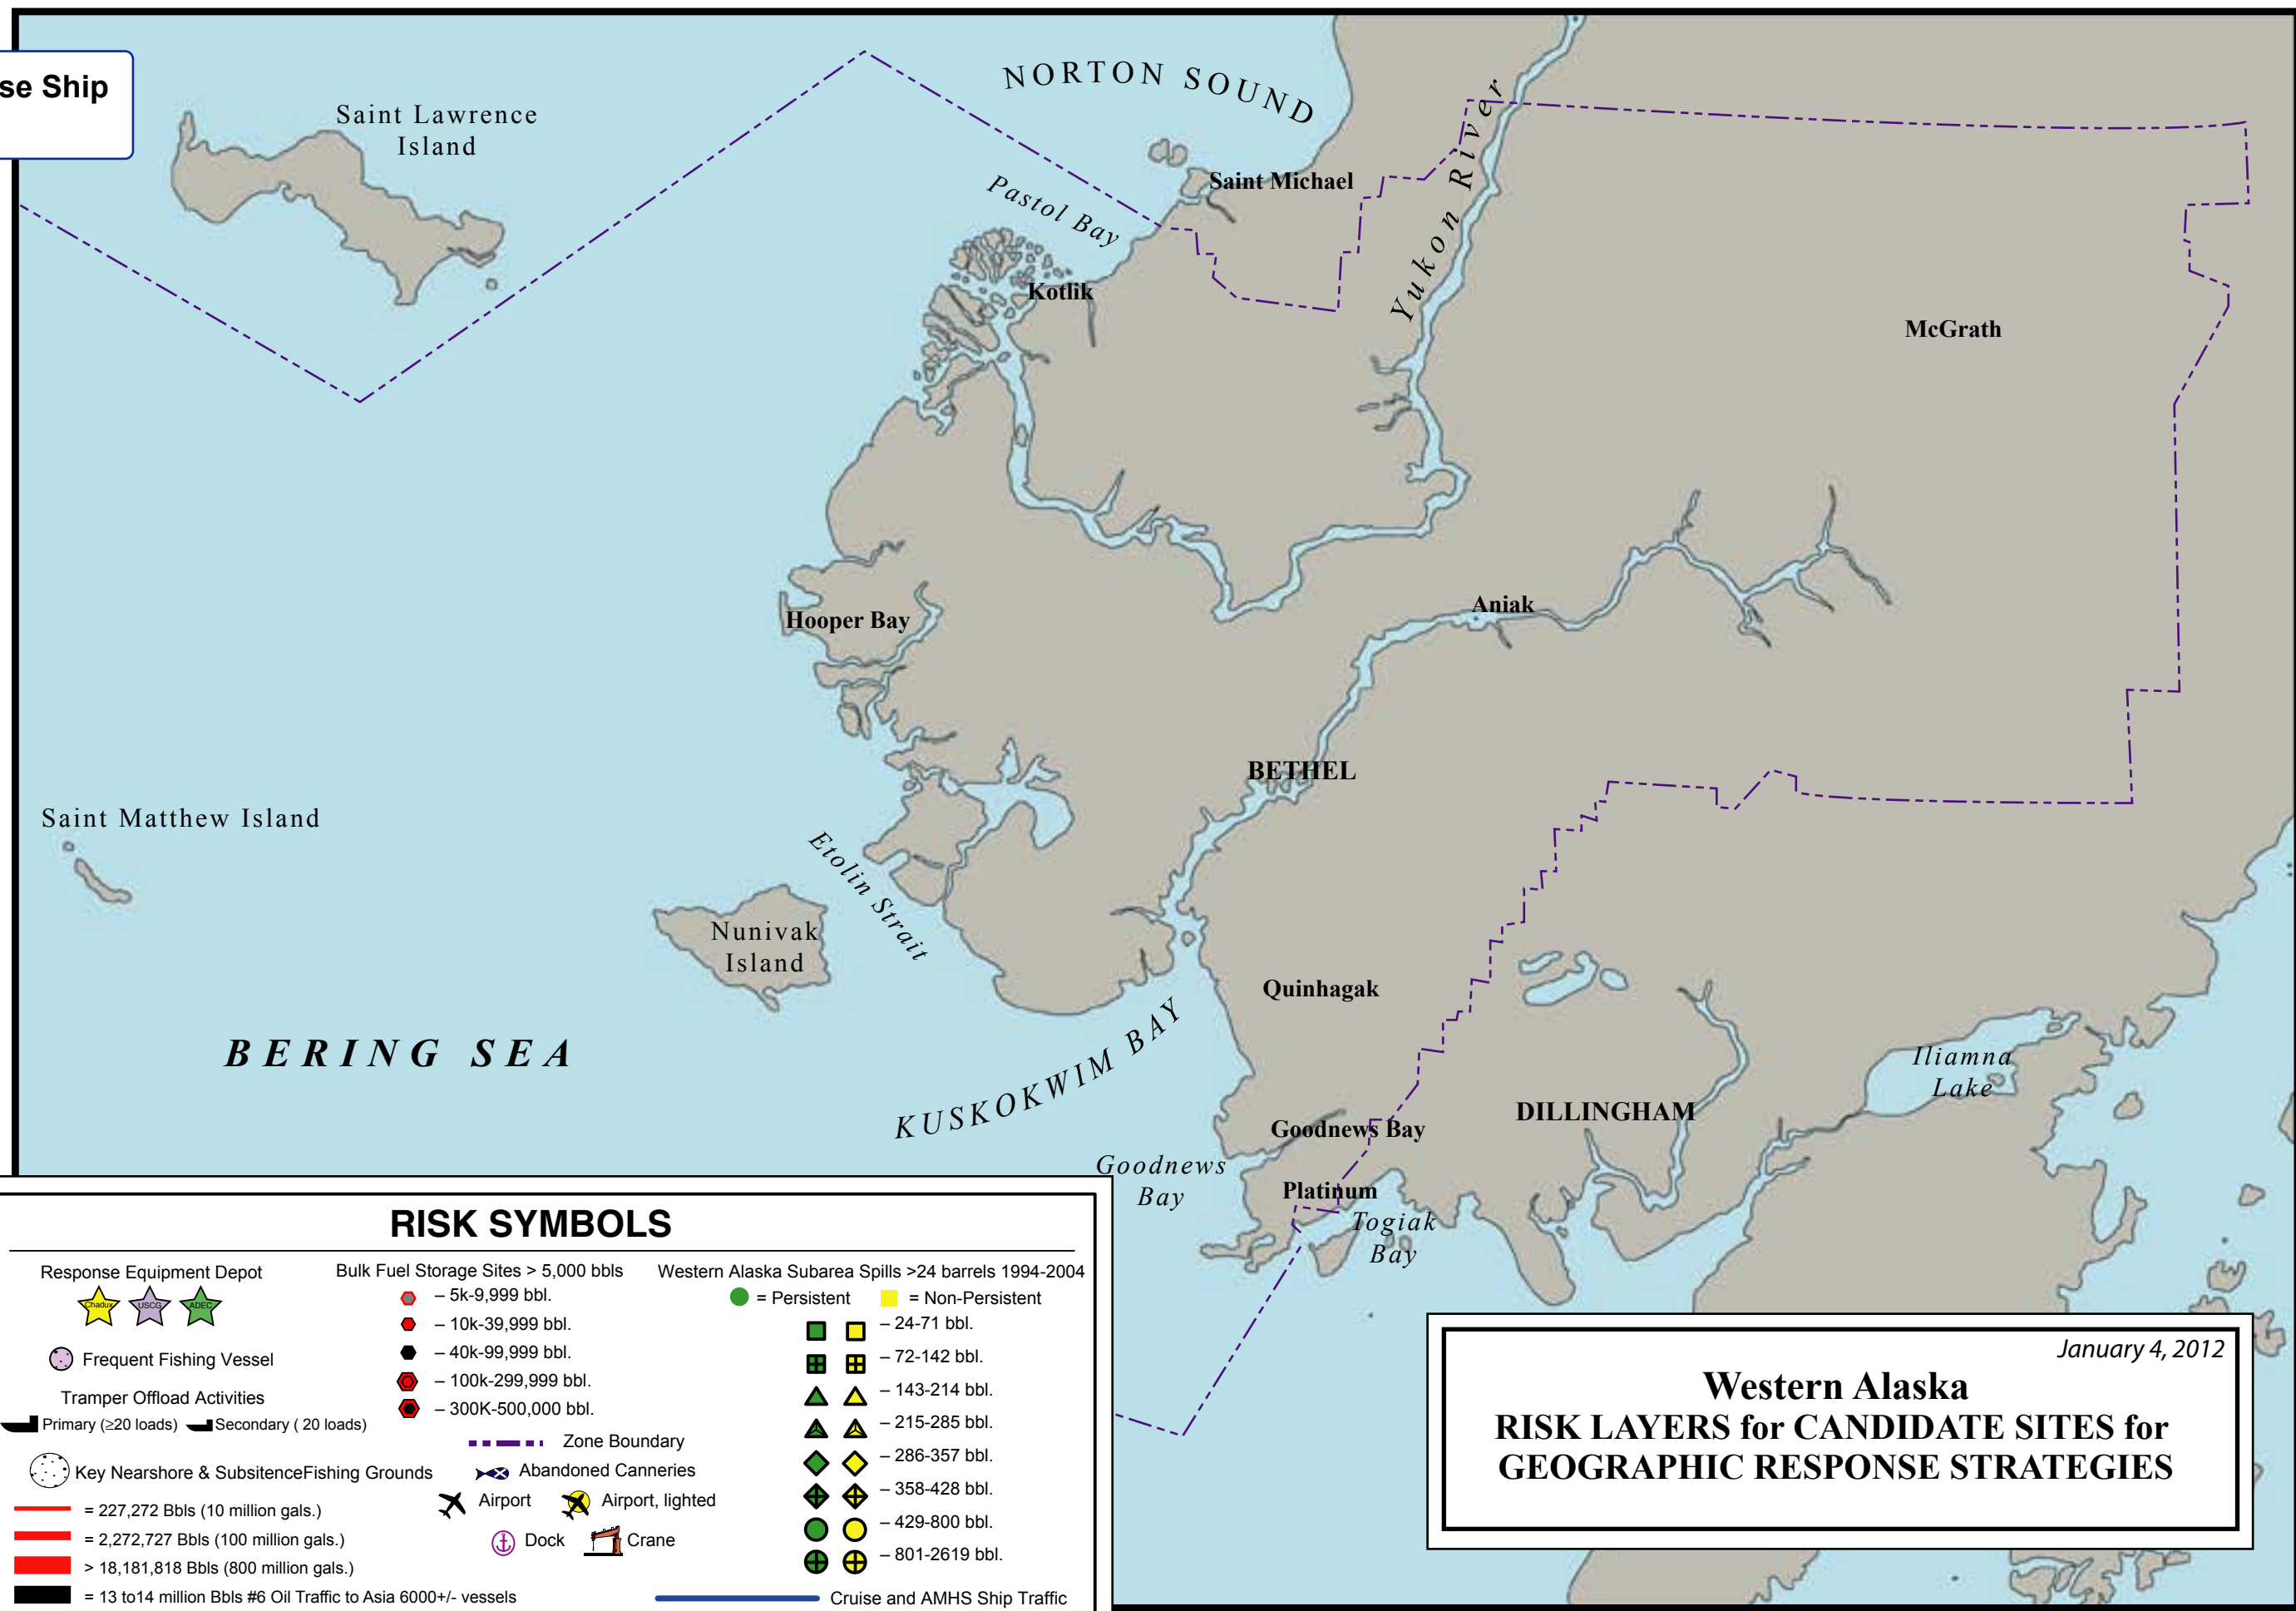 se Ship
NORTON SOUND
Saint Lawrence
Island
Saint Michael
Pastol Bay
Yukon River
Kotlik
McGrath
Hooper Bay
Aniak
BETHEL
Saint Matthew Island
Etolin Strait
Nunivak
Island
Quinhagak
BERING SEA
KUSKOKWIM BAY
Iliamna
Lake
DILLINGHAM
Goodnews Bay
Goodnews
Bay
Platinum
Togiak
Bay
RISK SYMBOLS
Response Equipment Depot
Chadux
USCG
ADEC
Frequent Fishing Vessel
Tramper Offload Activities
Primary (≥20 loads)
Secondary ( 20 loads)
Key Nearshore & SubsitenceFishing Grounds
= 227,272 Bbls (10 million gals.)
= 2,272,727 Bbls (100 million gals.)
> 18,181,818 Bbls (800 million gals.)
= 13 to14 million Bbls #6 Oil Traffic to Asia 6000+/- vessels
Bulk Fuel Storage Sites > 5,000 bbls
– 5k-9,999 bbl.
– 10k-39,999 bbl.
– 40k-99,999 bbl.
– 100k-299,999 bbl.
– 300K-500,000 bbl.
Zone Boundary
Abandoned Canneries
Airport
Airport, lighted
Dock
Crane
Western Alaska Subarea Spills >24 barrels 1994-2004
= Persistent
= Non-Persistent
– 24-71 bbl.
– 72-142 bbl.
– 143-214 bbl.
– 215-285 bbl.
– 286-357 bbl.
– 358-428 bbl.
– 429-800 bbl.
– 801-2619 bbl.
Cruise and AMHS Ship Traffic
January 4, 2012
Western Alaska
RISK LAYERS for CANDIDATE SITES for
GEOGRAPHIC RESPONSE STRATEGIES